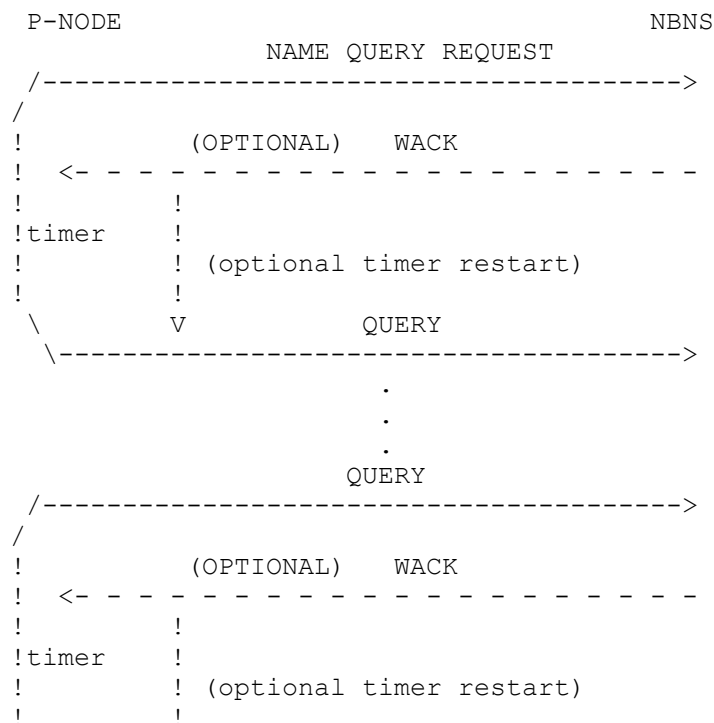 P-NODE NBNS
NAME QUERY REQUEST
/---------------------------------------->
/
! (OPTIONAL) WACK
! <- - - - - - - - - - - - - - - - - - - - -
! !
!timer !
! ! (optional timer restart)
! !
\ V QUERY
\--------------------------------------->
.
.
.
QUERY
/---------------------------------------->
/
! (OPTIONAL) WACK
! <- - - - - - - - - - - - - - - - - - - - -
! !
!timer !
! ! (optional timer restart)
! !